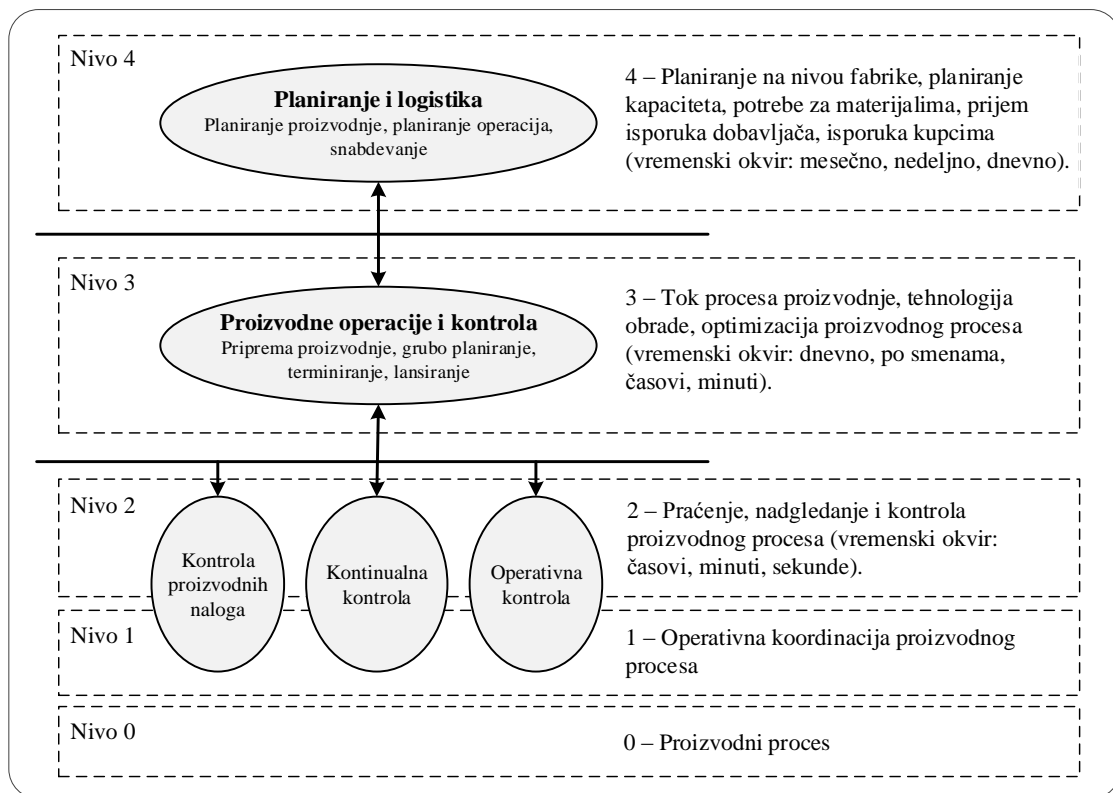 Nivo 4
Planiranje i logistika
Planiranje proizvodnje, planiranje operacija,
snabdevanje
4 – Planiranje na nivou fabrike, planiranje
kapaciteta, potrebe za materijalima, prijem
isporuka dobavljača, isporuka kupcima
(vremenski okvir: mesečno, nedeljno, dnevno).
Nivo 3
Proizvodne operacije i kontrola
Priprema proizvodnje, grubo planiranje,
terminiranje, lansiranje
3 – Tok procesa proizvodnje, tehnologija
obrade, optimizacija proizvodnog procesa
(vremenski okvir: dnevno, po smenama,
časovi, minuti).
Nivo 2
Kontrola
proizvodnih
naloga
Kontinualna
kontrola
Operativna
kontrola
2 – Praćenje, nadgledanje i kontrola
proizvodnog procesa (vremenski okvir:
časovi, minuti, sekunde).
Nivo 1
1 – Operativna koordinacija proizvodnog
procesa
Nivo 0
0 – Proizvodni proces